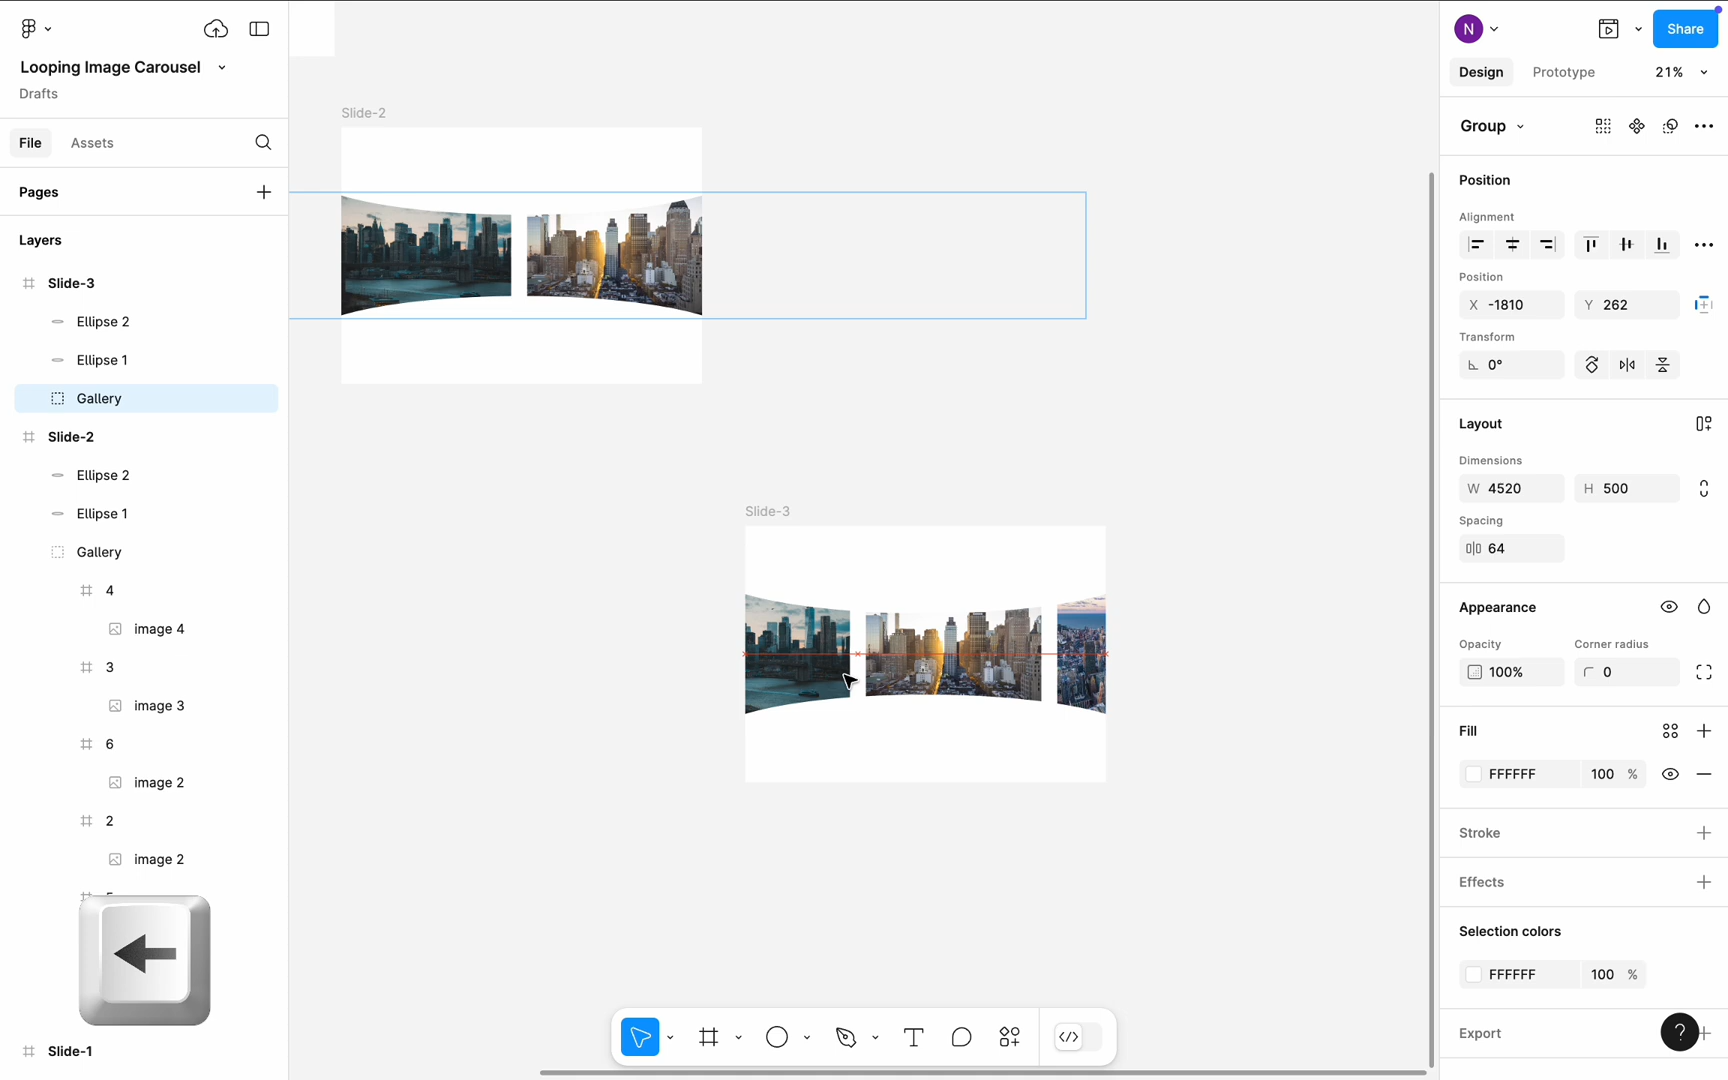 Looping Image Carousel
Drafts
File
Assets
Pages
Layers
Slide-3
Ellipse 2
Ellipse 1
Gallery
Slide-2
Ellipse 2
Ellipse 1
Gallery
4
image 4
3
image 3
6
image 2
2
image 2
Slide-1
Slide-2
Slide-3
N
Share
Design
Prototype
21%
Group
Position
Alignment
Position
X -1810
Y 262
Transform
0°
Layout
Dimensions
W 4520
H 500
Spacing
64
Appearance
Opacity
Corner radius
100%
0
Fill
FFFFFF 100 %
Stroke
Effects
Selection colors
FFFFFF 100 %
Export
?